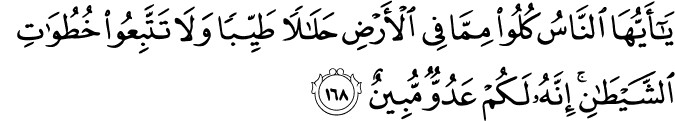 يَـٰٓأَيُّهَا ٱلنَّاسُ كُلُوا۟ مِمَّا فِى ٱلْأَرْضِ حَلَـٰلًا طَيِّبًا وَلَا تَتَّبِعُوا۟ خُطُوَٰتِ
ٱلشَّيْطَـٰنِ ۚ إِنَّهُۥ لَكُمْ عَدُوٌّ مُّبِينٌ ١٦٨